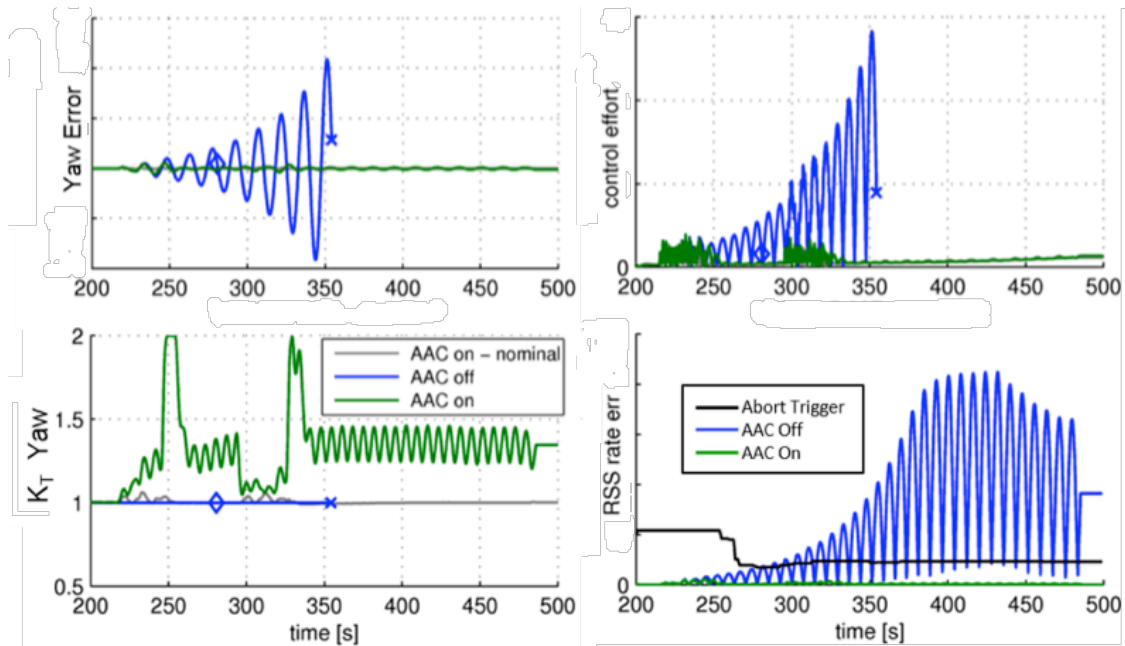 Yaw Error
200 250 300 350 400 450 500
control effort
0
200 250 300 350 400 450 500
K_T Yaw
2
1.5
1
0.5
AAC on − nominal
AAC off
AAC on
200 250 300 350 400 450 500
time [s]
RSS rate err
Abort Trigger
AAC Off
AAC On
0
200 250 300 350 400 450 500
time [s]